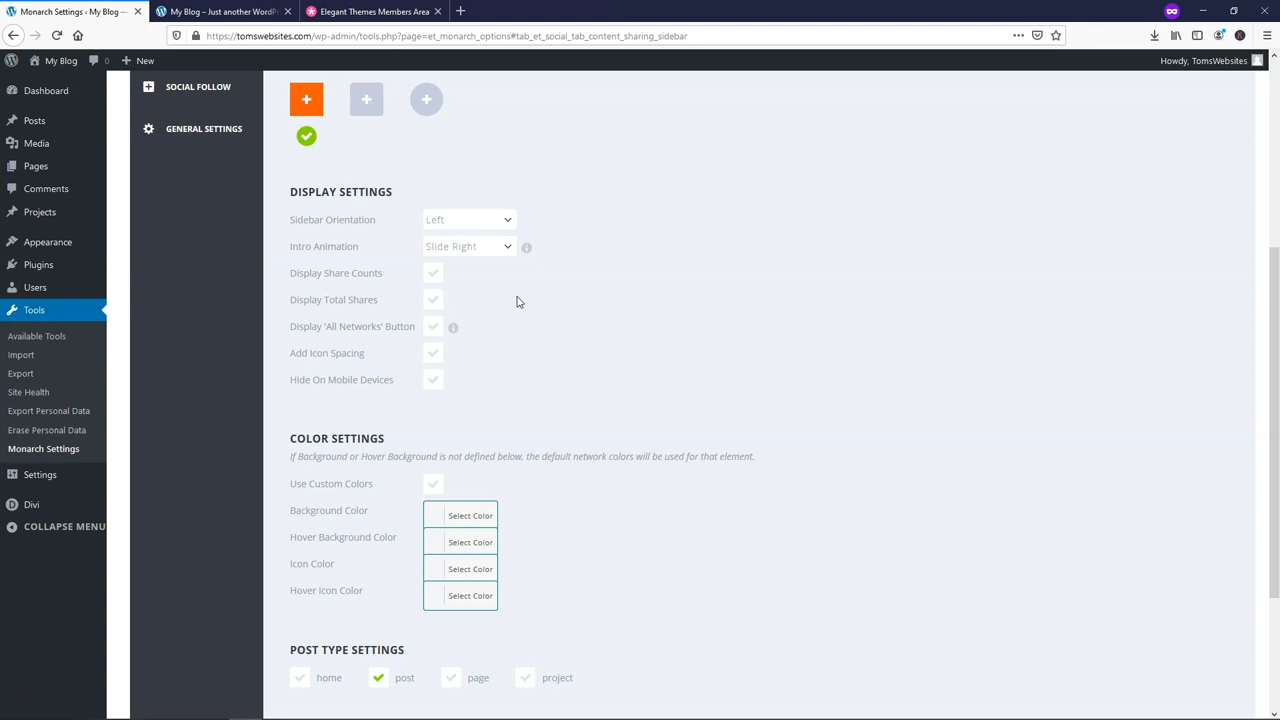 Monarch Settings ‹ My Blog —
My Blog – Just another WordPr
Elegant Themes Members Area
https://tomswebsites.com/wp-admin/tools.php?page=et_monarch_options#tab_et_social_tab_content_sharing_sidebar
My Blog
0
New
Howdy, TomsWebsites
Dashboard
Posts
Media
Pages
Comments
Projects
Appearance
Plugins
Users
Tools
Available Tools
Import
Export
Site Health
Export Personal Data
Erase Personal Data
Monarch Settings
Settings
Divi
COLLAPSE MENU
SOCIAL FOLLOW
GENERAL SETTINGS
DISPLAY SETTINGS
Sidebar Orientation Left
Intro Animation Slide Right
Display Share Counts
Display Total Shares
Display 'All Networks' Button
Add Icon Spacing
Hide On Mobile Devices
COLOR SETTINGS
If Background or Hover Background is not defined below, the default network colors will be used for that element.
Use Custom Colors
Background Color Select Color
Hover Background Color Select Color
Icon Color Select Color
Hover Icon Color Select Color
POST TYPE SETTINGS
home post page project